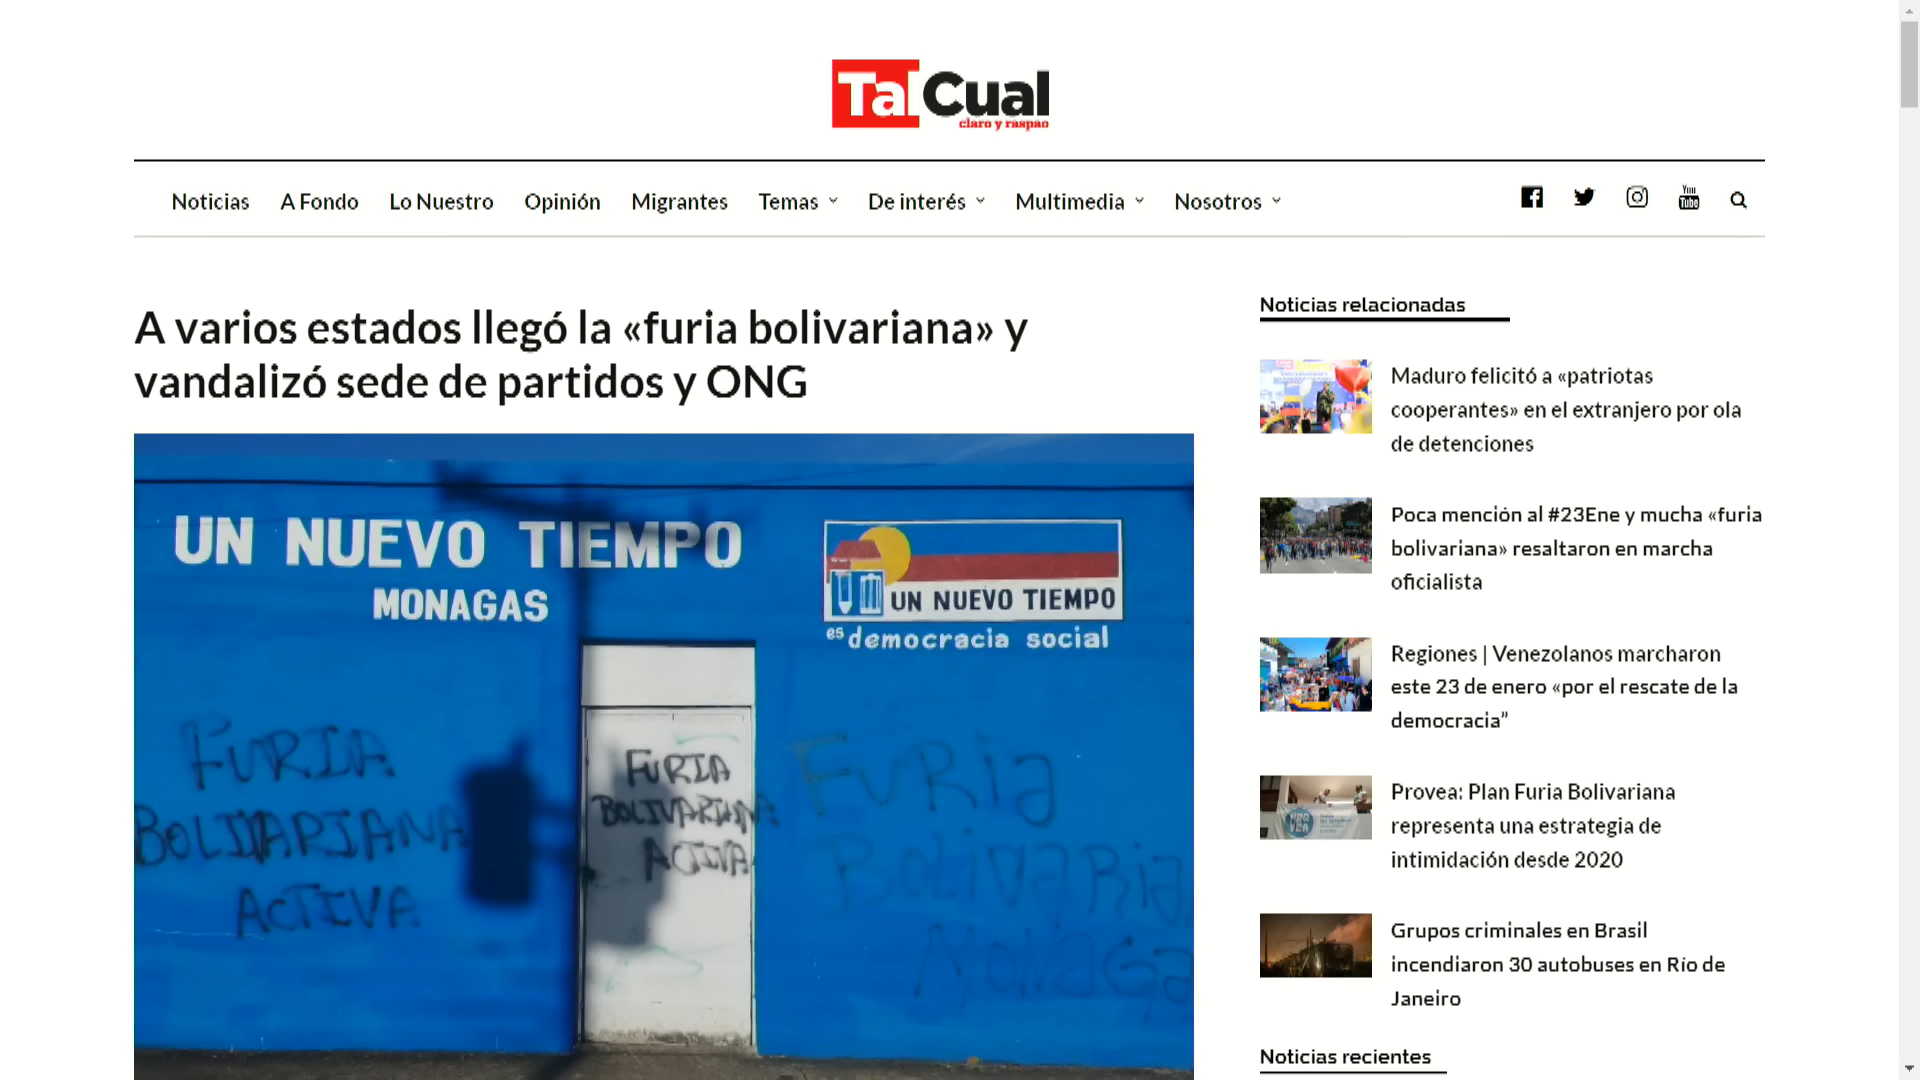 Tal Cual
claro y raspao
Noticias A Fondo Lo Nuestro Opinión Migrantes Temas De interés Multimedia Nosotros
You
Tube
A varios estados llegó la «furia bolivariana» y
vandalizó sede de partidos y ONG
UN NUEVO TIEMPO
MONAGAS
UN NUEVO TIEMPO
es democracia social
FURIA
BOLIVARIANA
ACTIVA
FURIA
BOLIVARIANA
ACTIVA
FURia
BoLivaRia
MoNaGa
Noticias relacionadas
Maduro felicitó a «patriotas
cooperantes» en el extranjero por ola
de detenciones
Poca mención al #23Ene y mucha «furia
bolivariana» resaltaron en marcha
oficialista
Regiones | Venezolanos marcharon
este 23 de enero «por el rescate de la
democracia”
Provea: Plan Furia Bolivariana
representa una estrategia de
intimidación desde 2020
Grupos criminales en Brasil
incendiaron 30 autobuses en Río de
Janeiro
Noticias recientes